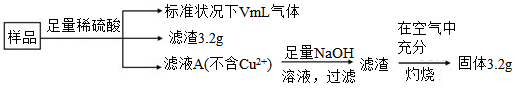 标准状况下VmL气体
样品
足量稀硫酸
滤渣3.2g
滤液A(不含Cu²⁺)
足量NaOH
溶液，过滤
滤渣
在空气中
充分
灼烧
固体3.2g